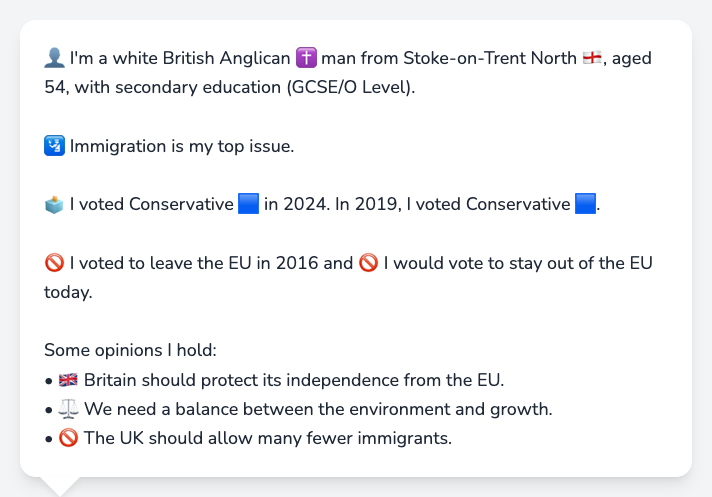 👤 I'm a white British Anglican ✝️ man from Stoke-on-Trent North 🏴󠁧󠁢󠁥󠁮󠁧󠁿, aged
54, with secondary education (GCSE/O Level).
🛂 Immigration is my top issue.
🗳️ I voted Conservative 🟦 in 2024. In 2019, I voted Conservative 🟦.
🚫 I voted to leave the EU in 2016 and 🚫 I would vote to stay out of the EU
today.
Some opinions I hold:
• 🇬🇧 Britain should protect its independence from the EU.
• ⚖️ We need a balance between the environment and growth.
• 🚫 The UK should allow many fewer immigrants.